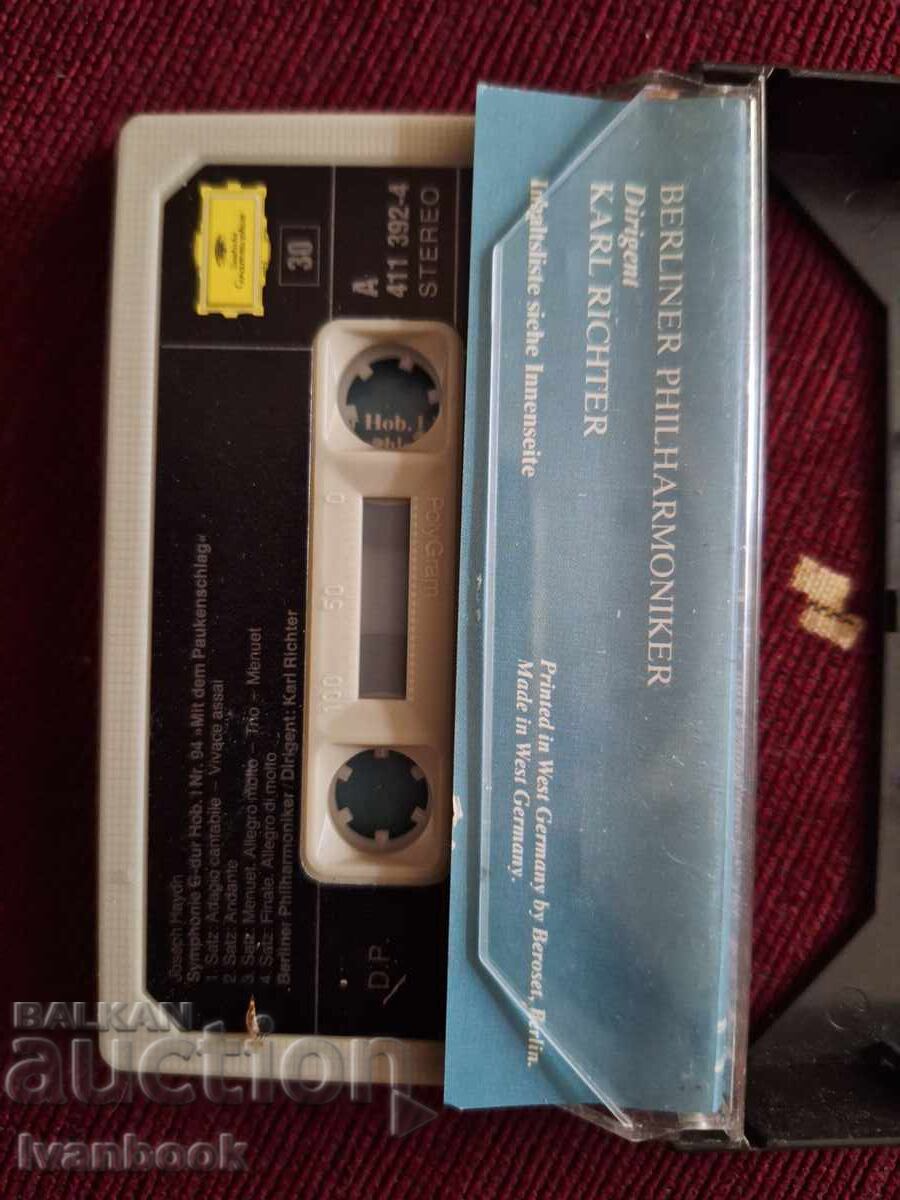 Deutsche
Grammophon
30
A
411 392-4
STEREO
Joseph Haydn
Symphonie G-dur Hob. I Nr. 94 »Mit dem Paukenschlag«
1. Satz: Adagio cantabile – Vivace assai
2. Satz: Andante
3. Satz: Menuet. Allegro molto – Trio – Menuet
4. Satz: Finale. Allegro di molto
Berliner Philharmoniker / Dirigent: Karl Richter
Hob. I
PolyGram
0 50 100
D.P.
BERLINER PHILHARMONIKER
Dirigent
KARL RICHTER
Inhaltsliste siehe Innenseite
Printed in West Germany by Beroset, Berlin.
Made in West Germany.
BALKAN
auction
Ivanbook